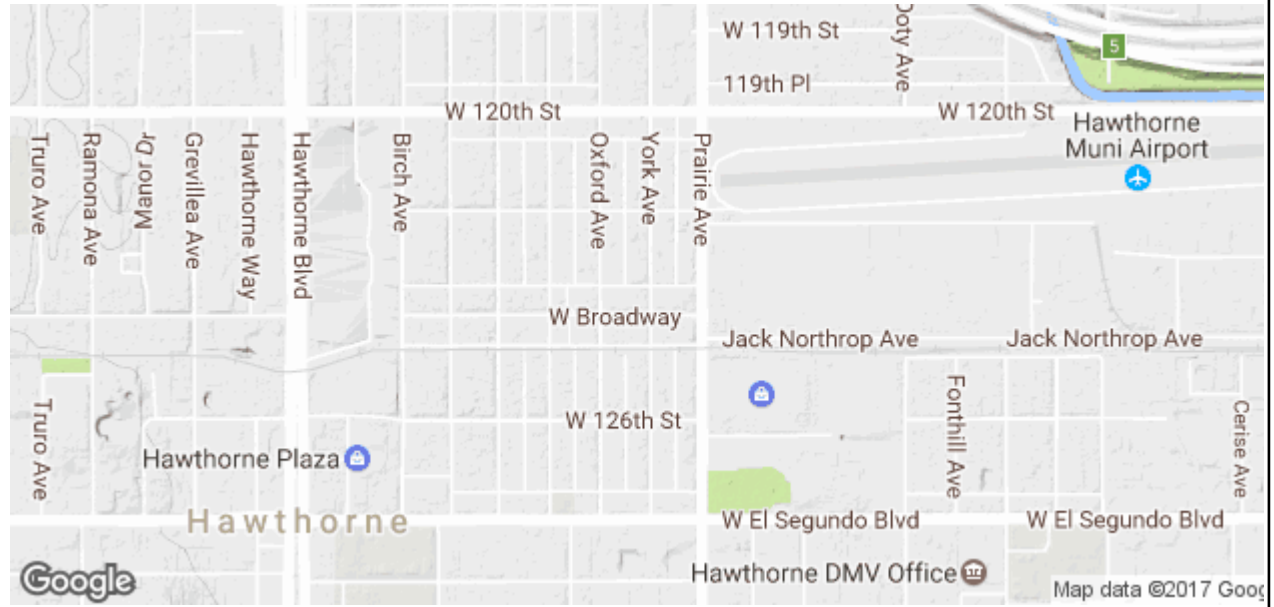 W 119th St
Doty Ave
5
119th Pl
W 120th St
W 120th St
Hawthorne
Muni Airport
Truro Ave
Ramona Ave
Manor Dr
Grevillea Ave
Hawthorne Way
Hawthorne Blvd
Birch Ave
Oxford Ave
York Ave
Prairie Ave
W Broadway
Jack Northrop Ave
Jack Northrop Ave
Truro Ave
W 126th St
Fonthill Ave
Cerise Ave
Hawthorne Plaza
Hawthorne
W El Segundo Blvd
W El Segundo Blvd
Google
Hawthorne DMV Office
Map data ©2017 Goog